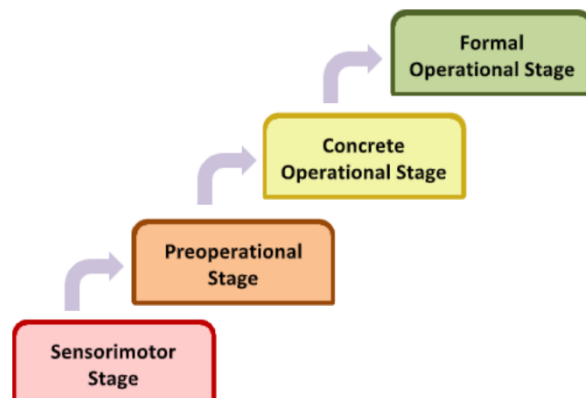 Formal
Operational Stage
Concrete
Operational Stage
Preoperational
Stage
Sensorimotor
Stage